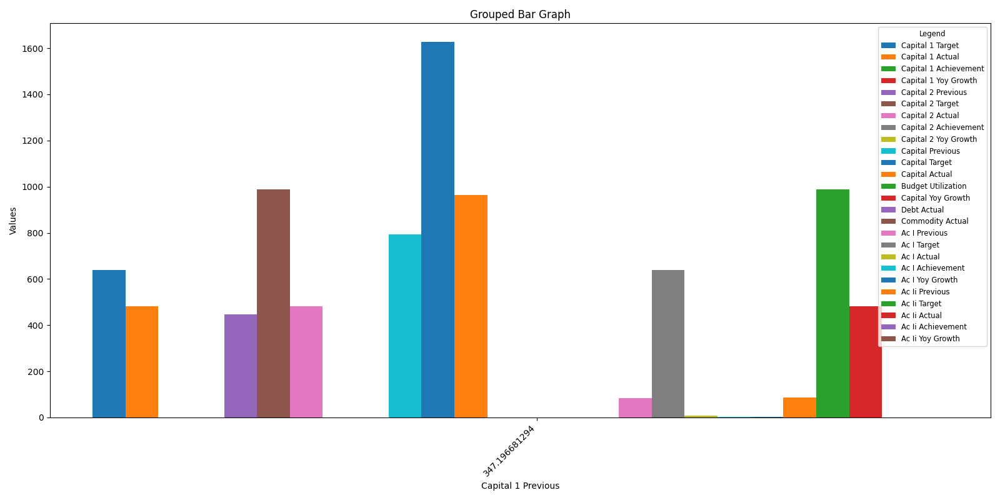 Grouped Bar Graph
Values
1600
1400
1200
1000
800
600
400
200
0
347.196681294
Capital 1 Previous
Legend
Capital 1 Target
Capital 1 Actual
Capital 1 Achievement
Capital 1 Yoy Growth
Capital 2 Previous
Capital 2 Target
Capital 2 Actual
Capital 2 Achievement
Capital 2 Yoy Growth
Capital Previous
Capital Target
Capital Actual
Budget Utilization
Capital Yoy Growth
Debt Actual
Commodity Actual
Ac I Previous
Ac I Target
Ac I Actual
Ac I Achievement
Ac I Yoy Growth
Ac Ii Previous
Ac Ii Target
Ac Ii Actual
Ac Ii Achievement
Ac Ii Yoy Growth